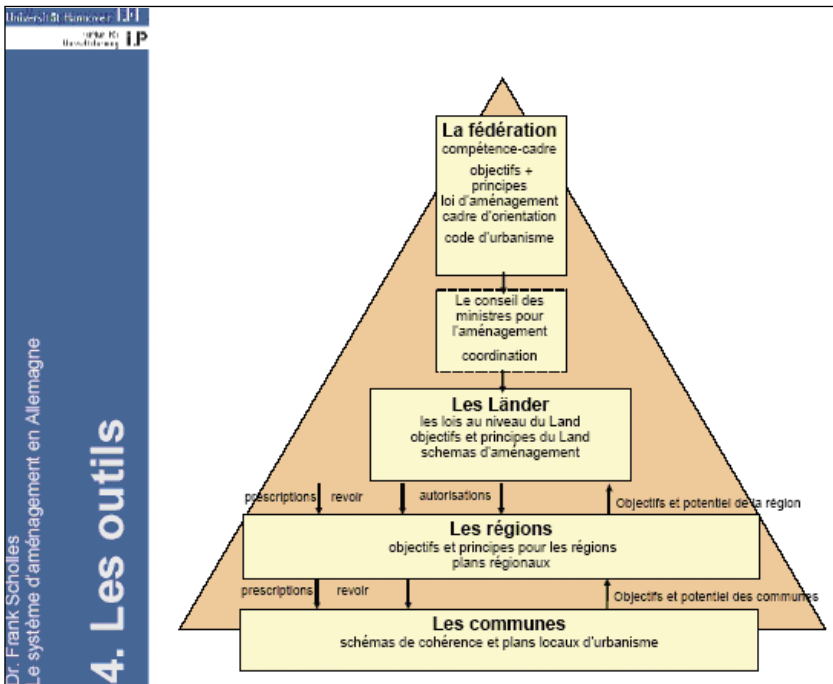 Universität Hannover
Institut für
Umweltplanung
La fédération
compétence-cadre
objectifs +
principes
loi d'aménagement
cadre d'orientation
code d'urbanisme
Le conseil des
ministres pour
l'aménagement
coordination
Les Länder
les lois au niveau du Land
objectifs et principes du Land
schemas d'aménagement
prescriptions revoir autorisations Objectifs et potentiel de la région
Les régions
objectifs et principes pour les régions
plans régionaux
prescriptions revoir Objectifs et potentiel des communes
Les communes
schémas de cohérence et plans locaux d'urbanisme
Dr. Frank Scholles
Le système d'aménagement en Allemagne
4. Les outils